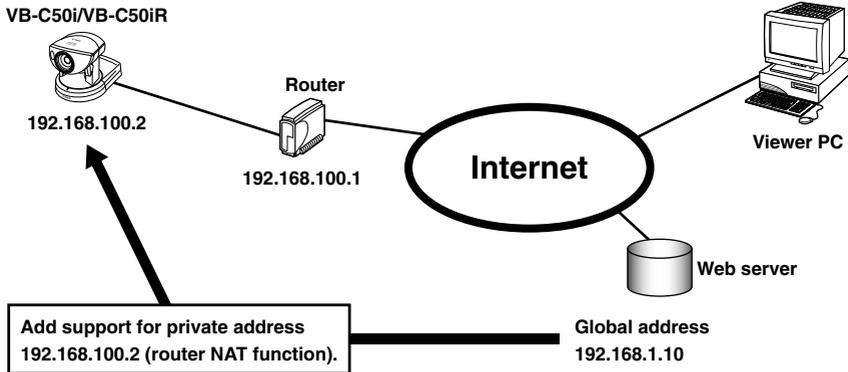 VB-C50i/VB-C50iR
192.168.100.2
Router
192.168.100.1
Internet
Viewer PC
Web server
Add support for private address
192.168.100.2 (router NAT function).
Global address
192.168.1.10